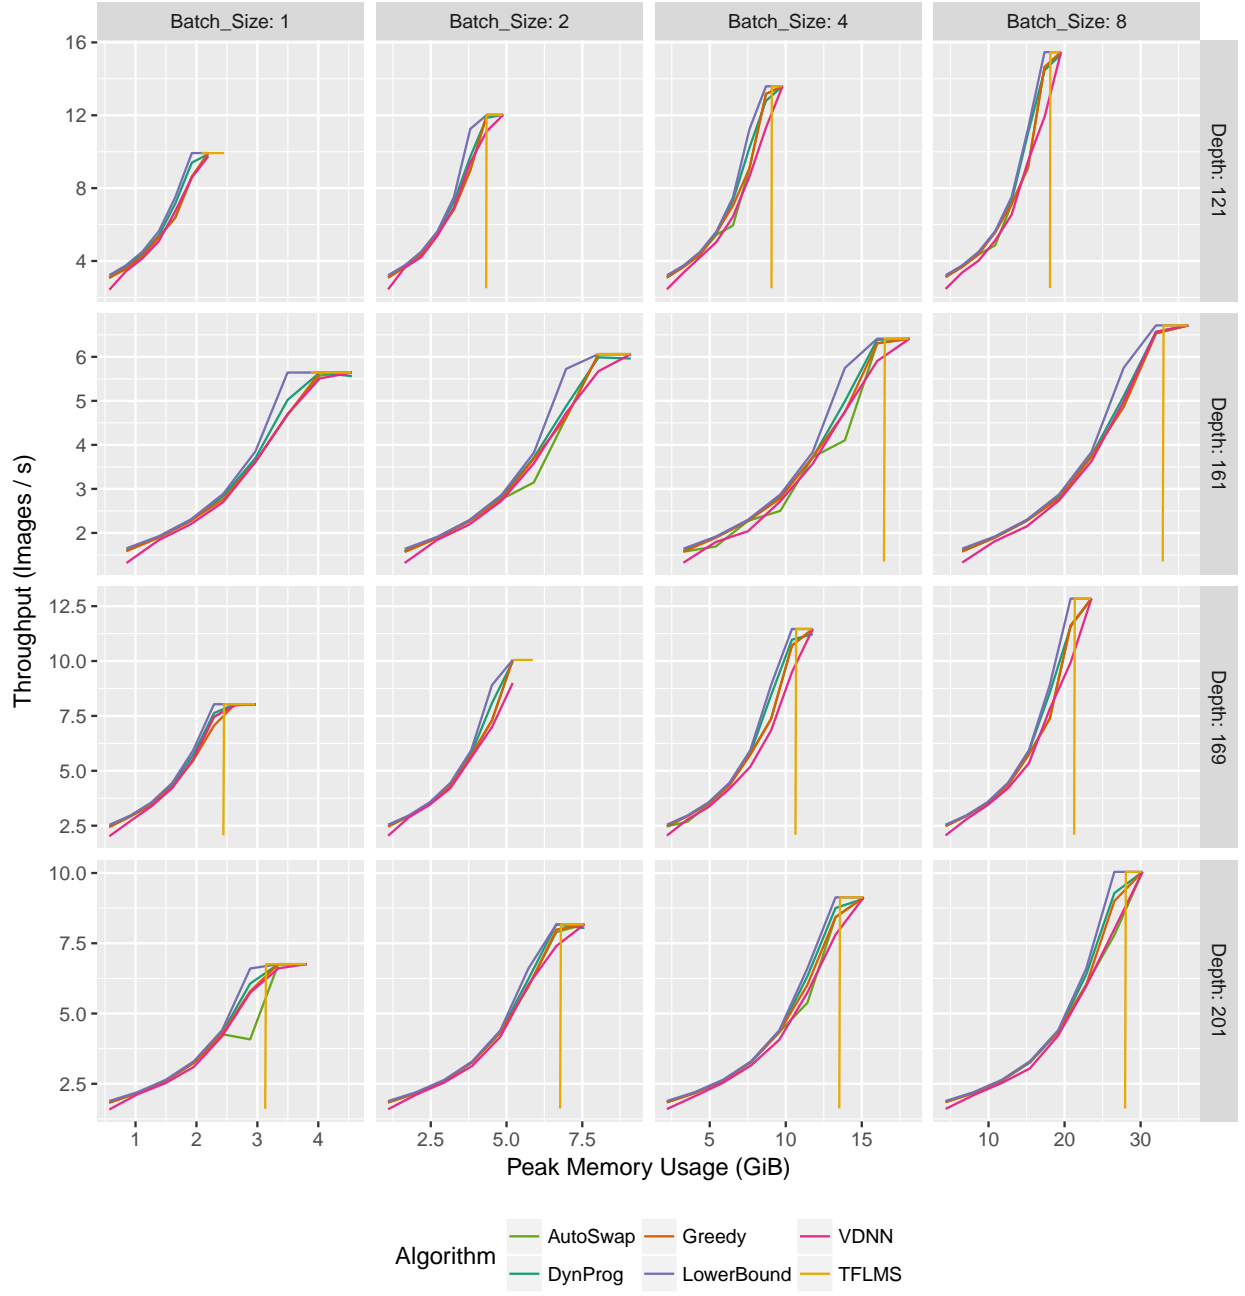 Batch_Size: 1
Batch_Size: 2
Batch_Size: 4
Batch_Size: 8
16
12
8
4
Depth: 121
6
5
4
3
2
Depth: 161
12.5
10.0
7.5
5.0
2.5
Depth: 169
10.0
7.5
5.0
2.5
Depth: 201
Throughput (Images / s)
1 2 3 4
2.5 5.0 7.5
5 10 15
10 20 30
Peak Memory Usage (GiB)
Algorithm
AutoSwap Greedy VDNN
DynProg LowerBound TFLMS